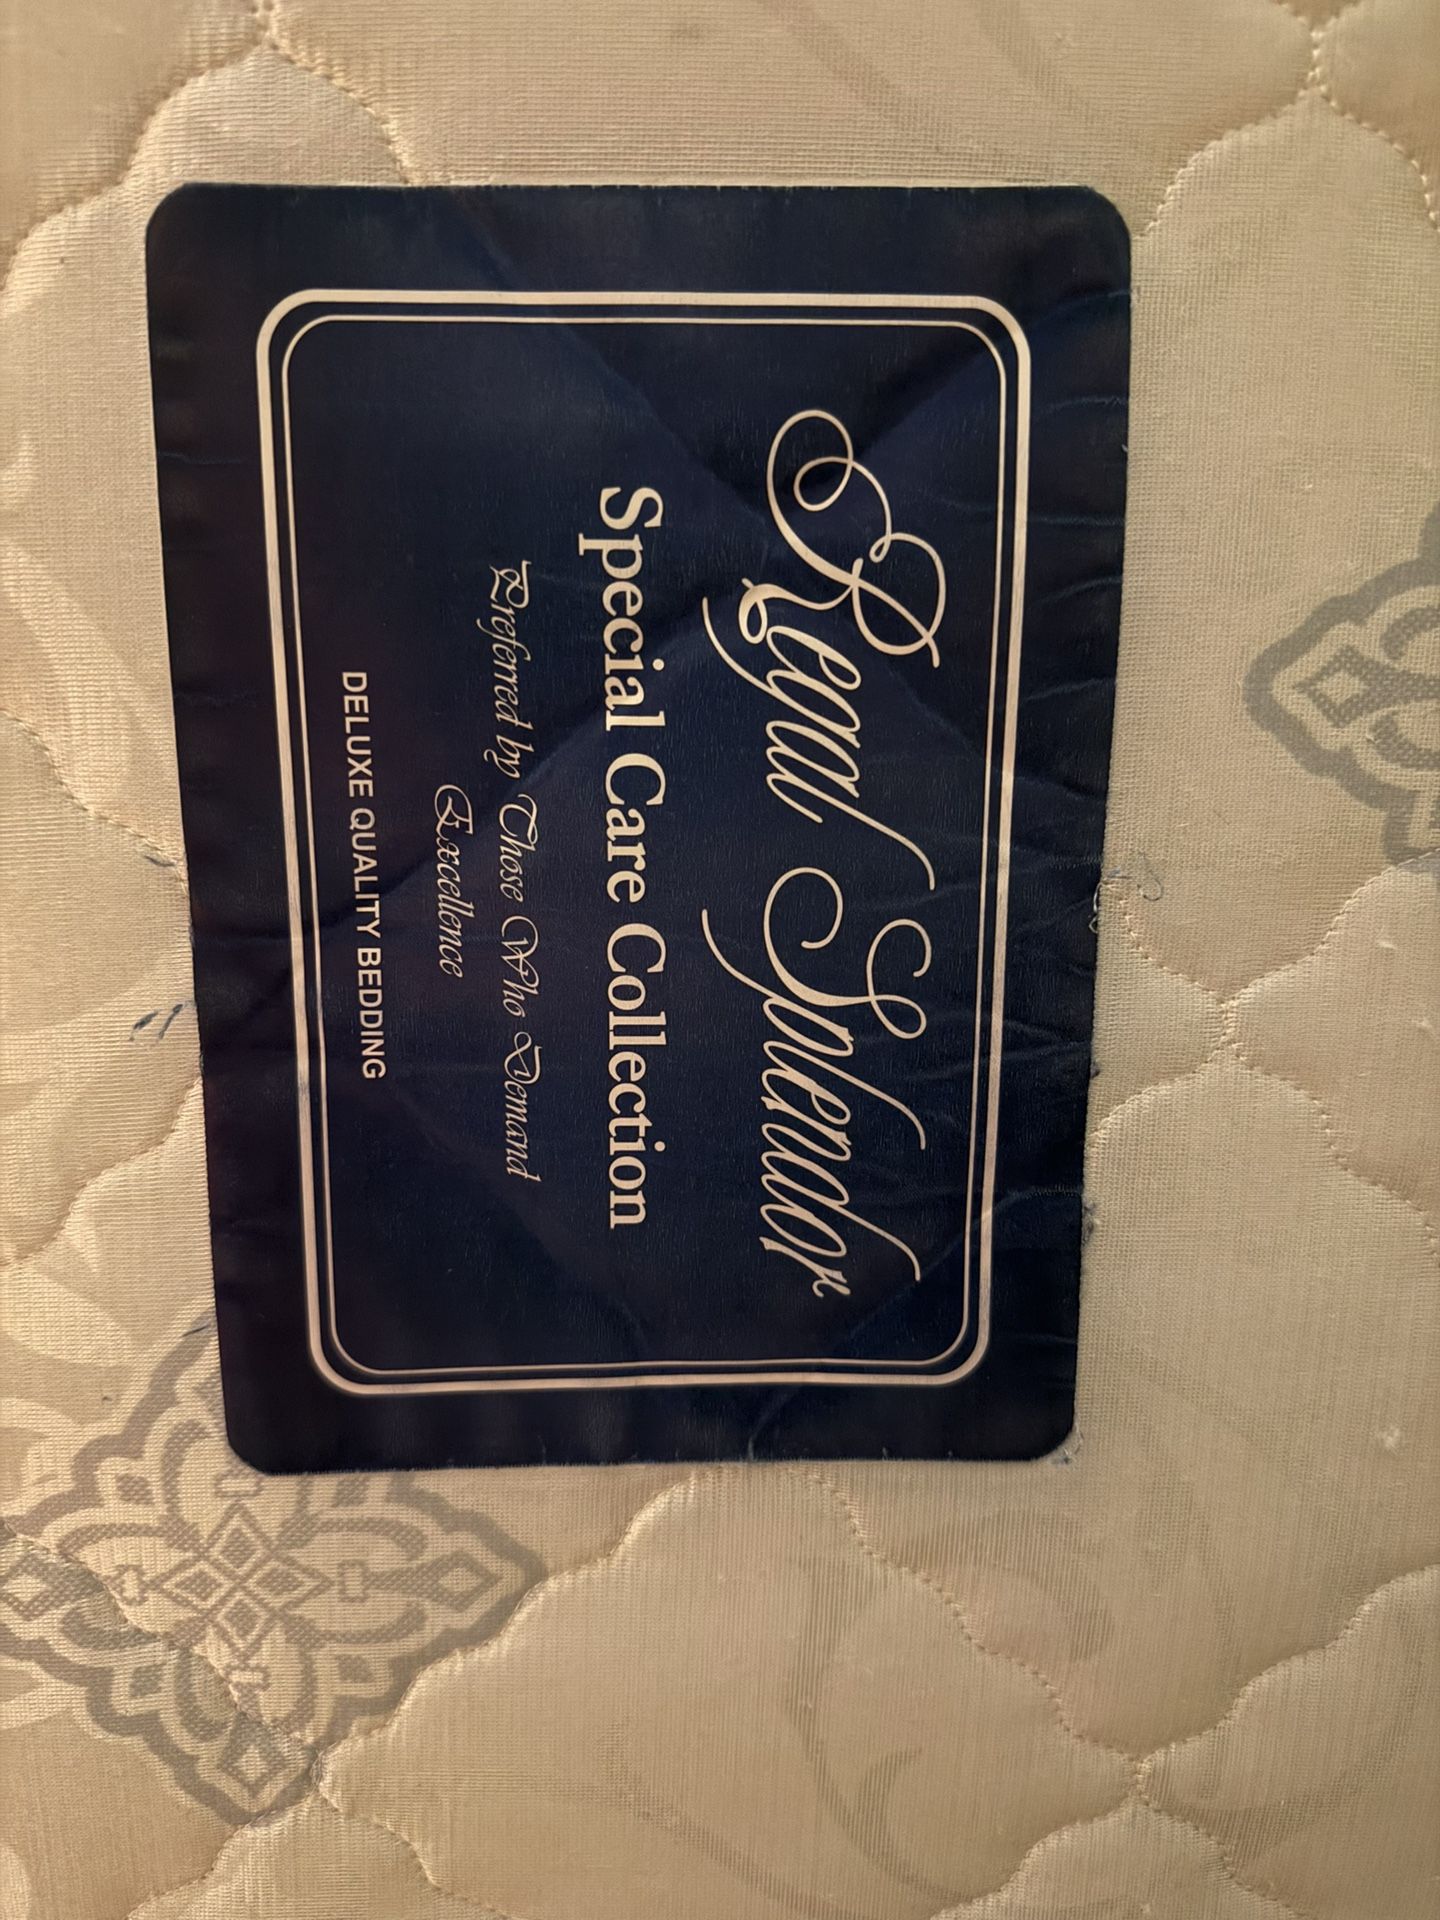 Regal Splendor
Special Care Collection
Preferred by Those Who Demand
Excellence
DELUXE QUALITY BEDDING